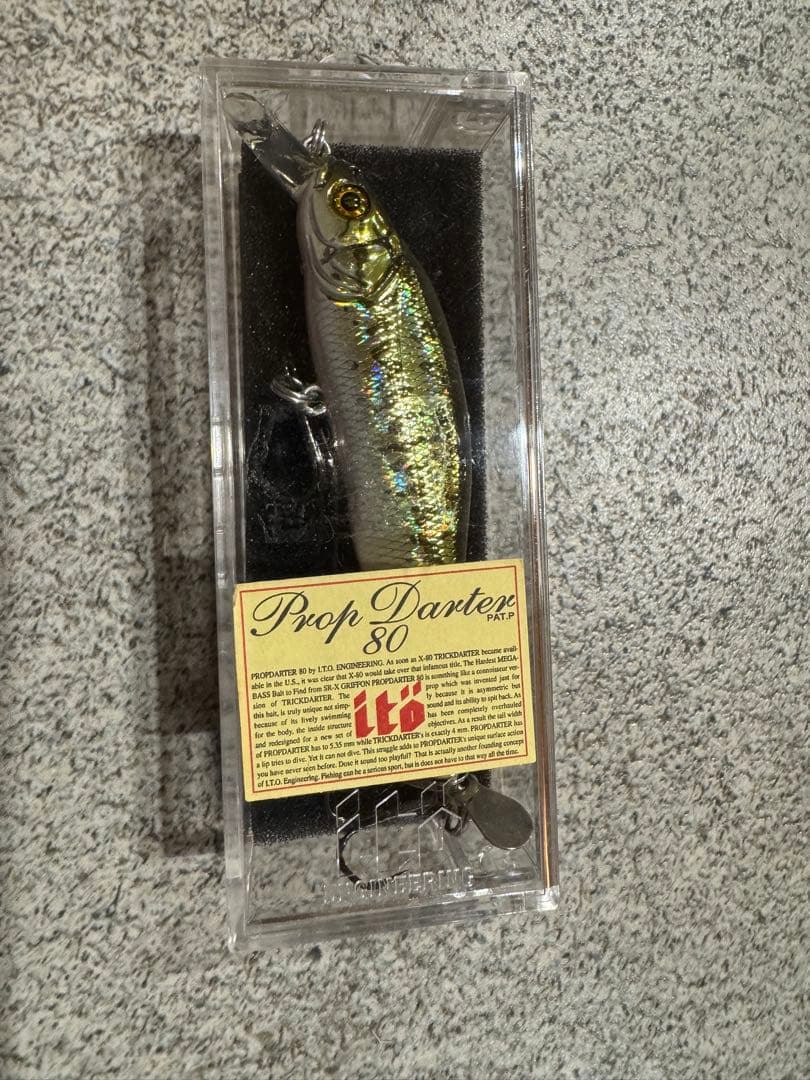 Prop Darter
PAT.P
80
PROPDARTER 80 by I.T.O. ENGINEERING. As soon as X-80 TRICKDARTER became avail-
able in the U.S., it was clear that X-80 would take over that infamous title, The Hardest MEGA-
BASS Bait to Find from SR-X GRIFFON PROPDARTER 80 is something like a connoisseur ver-
sion of TRICKDARTER. The prop which was invented just for
this bait, is truly unique not simp- ly because it is asymmetric but
because of its lively swimming ound and its ability to spit back. As
for the body, the inside structure has been completely overhauled
and redesigned for a new set of objectives. As a result the tail width
itö
of PROPDARTER has to 5.35 mm while TRICKDARTER's is exactly 4 mm. PROPDARTER has
a lip tries to dive. Yet it can not dive. This struggle adds to PROPDARTER's unique surface action
you have never seen before. Dose it sound too playful? That is actually another founding concept
of I.T.O. Engineering. Fishing can be a serious sport, but is does not have to that way all the time.
ENGINEERING